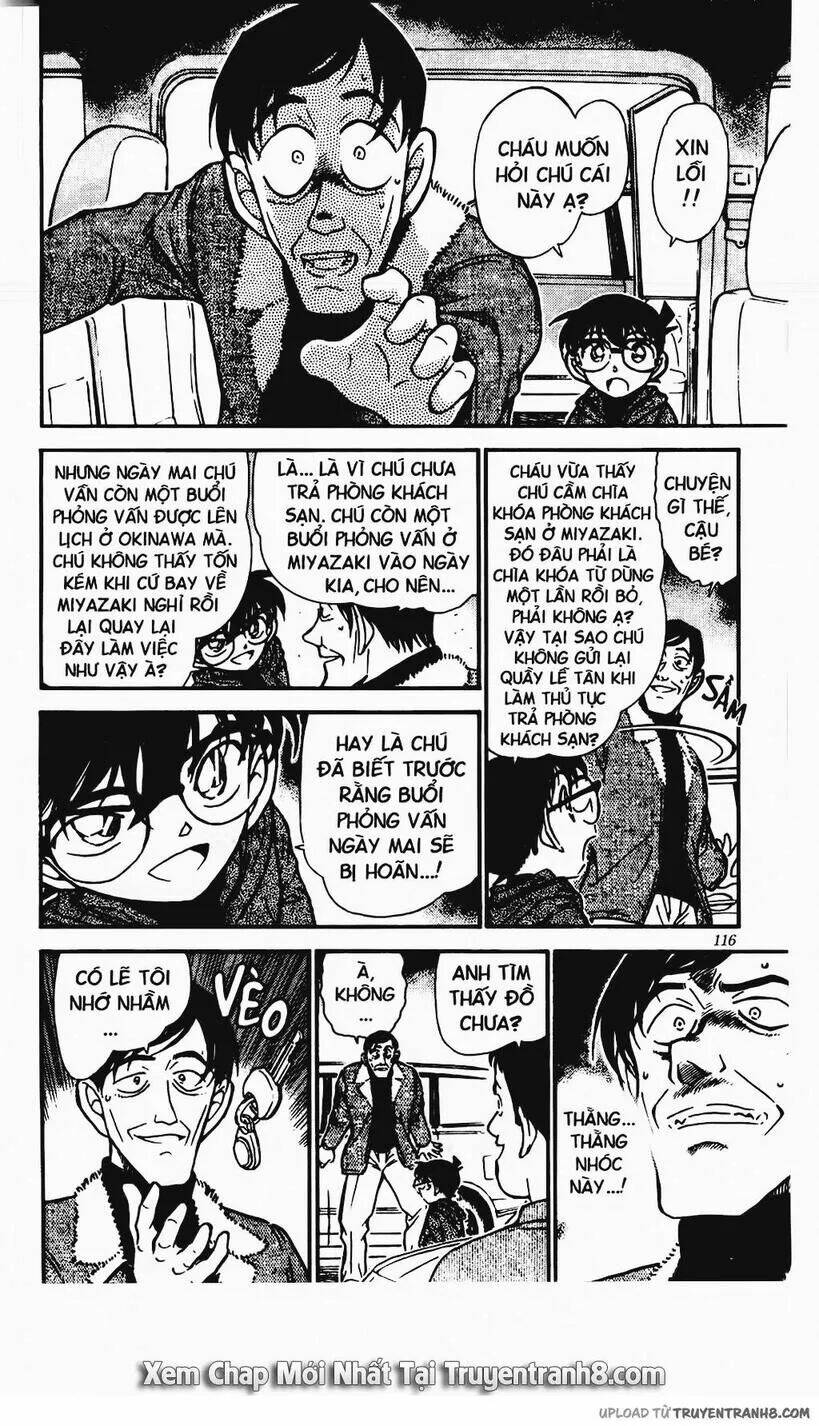 XIN
LỖI
!!
CHÁU MUỐN
HỎI CHÚ CÁI
NÀY Ạ?
CHUYỆN
GÌ THẾ,
CẬU
BÉ?
CHÁU VỪA THẤY
CHÚ CẦM CHÌA
KHÓA PHÒNG KHÁCH
SẠN Ở MIYAZAKI.
ĐÓ ĐÂU PHẢI LÀ
CHÌA KHÓA TỪ DÙNG
MỘT LẦN RỒI BỎ,
PHẢI KHÔNG Ạ?
VẬY TẠI SAO CHÚ
KHÔNG GỬI LẠI
QUẦY LỄ TÂN KHI
LÀM THỦ TỤC
TRẢ PHÒNG
KHÁCH SẠN?
SẦM
LÀ... LÀ VÌ CHÚ CHƯA
TRẢ PHÒNG KHÁCH
SẠN. CHÚ CÒN MỘT
BUỔI PHỎNG VẤN Ở
MIYAZAKI VÀO NGÀY
KIA, CHO NÊN...
NHƯNG NGÀY MAI CHÚ
VẪN CÒN MỘT BUỔI
PHỎNG VẤN ĐƯỢC LÊN
LỊCH Ở OKINAWA MÀ.
CHÚ KHÔNG THẤY TỐN
KÉM KHI CỨ BAY VỀ
MIYAZAKI NGHỈ RỒI
LẠI QUAY LẠI
ĐÂY LÀM VIỆC
NHƯ VẬY À?
HAY LÀ CHÚ
ĐÃ BIẾT TRƯỚC
RẰNG BUỔI
PHỎNG VẤN
NGÀY MAI SẼ
BỊ HOÃN...!
116
THẰNG...
THẰNG
NHÓC
NÀY...!
ANH TÌM
THẤY ĐỒ
CHƯA?
À,
KHÔNG
...
CÓ LẼ TÔI
NHỚ NHẦM
...
VÈO
Xem Chap Mới Nhất Tại Truyentranh8.com
UPLOAD TỪ TRUYENTRANH8.COM